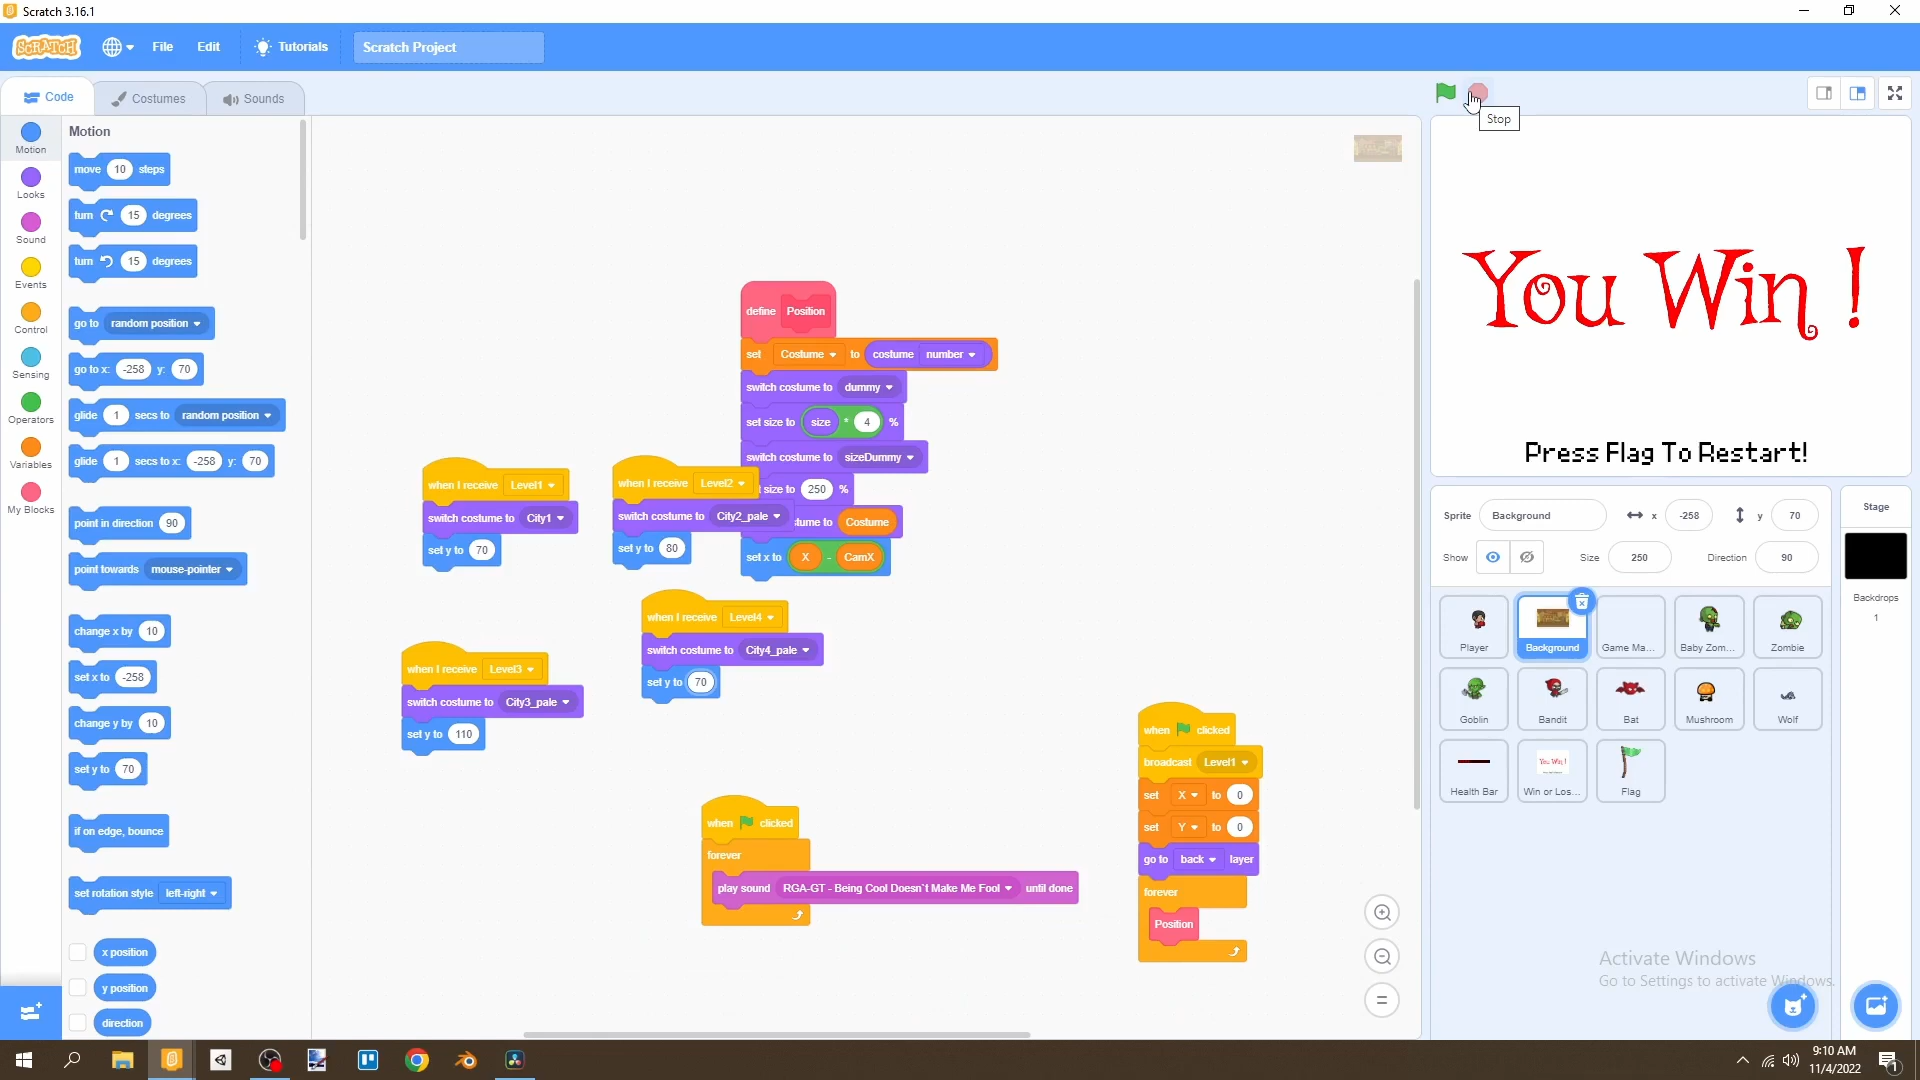 Scratch 3.16.1
SCRATCH
File
Edit
Tutorials
Scratch Project
Code
Costumes
Sounds
Stop
Motion
Looks
Sound
Events
Control
Sensing
Operators
Variables
My Blocks
Motion
move 10 steps
turn 15 degrees
turn 15 degrees
go to random position
go to x: -258 y: 70
glide 1 secs to random position
glide 1 secs to x: -258 y: 70
point in direction 90
point towards mouse-pointer
change x by 10
set x to -258
change y by 10
set y to 70
if on edge, bounce
set rotation style left-right
x position
y position
direction
define Position
set Costume to costume number
switch costume to dummy
set size to size * 4 %
switch costume to sizeDummy
size to 250 %
tume to Costume
set x to X - CamX
when I receive Level1
switch costume to City1
set y to 70
when I receive Level2
switch costume to City2_pale
set y to 80
when I receive Level4
switch costume to City4_pale
set y to 70
when I receive Level3
switch costume to City3_pale
set y to 110
when clicked
forever
play sound RGA-GT - Being Cool Doesn`t Make Me Fool until done
when clicked
broadcast Level1
set X to 0
set Y to 0
go to back layer
forever
Position
You Win !
Press Flag To Restart!
Sprite Background x -258 y 70
Show Size 250 Direction 90
Stage
Backdrops
1
Player
Background
Game Ma...
Baby Zom...
Zombie
Goblin
Bandit
Bat
Mushroom
Wolf
Health Bar
You Win !
Win or Los...
Flag
Activate Windows
Go to Settings to activate Windows.
9:10 AM
11/4/2022
1